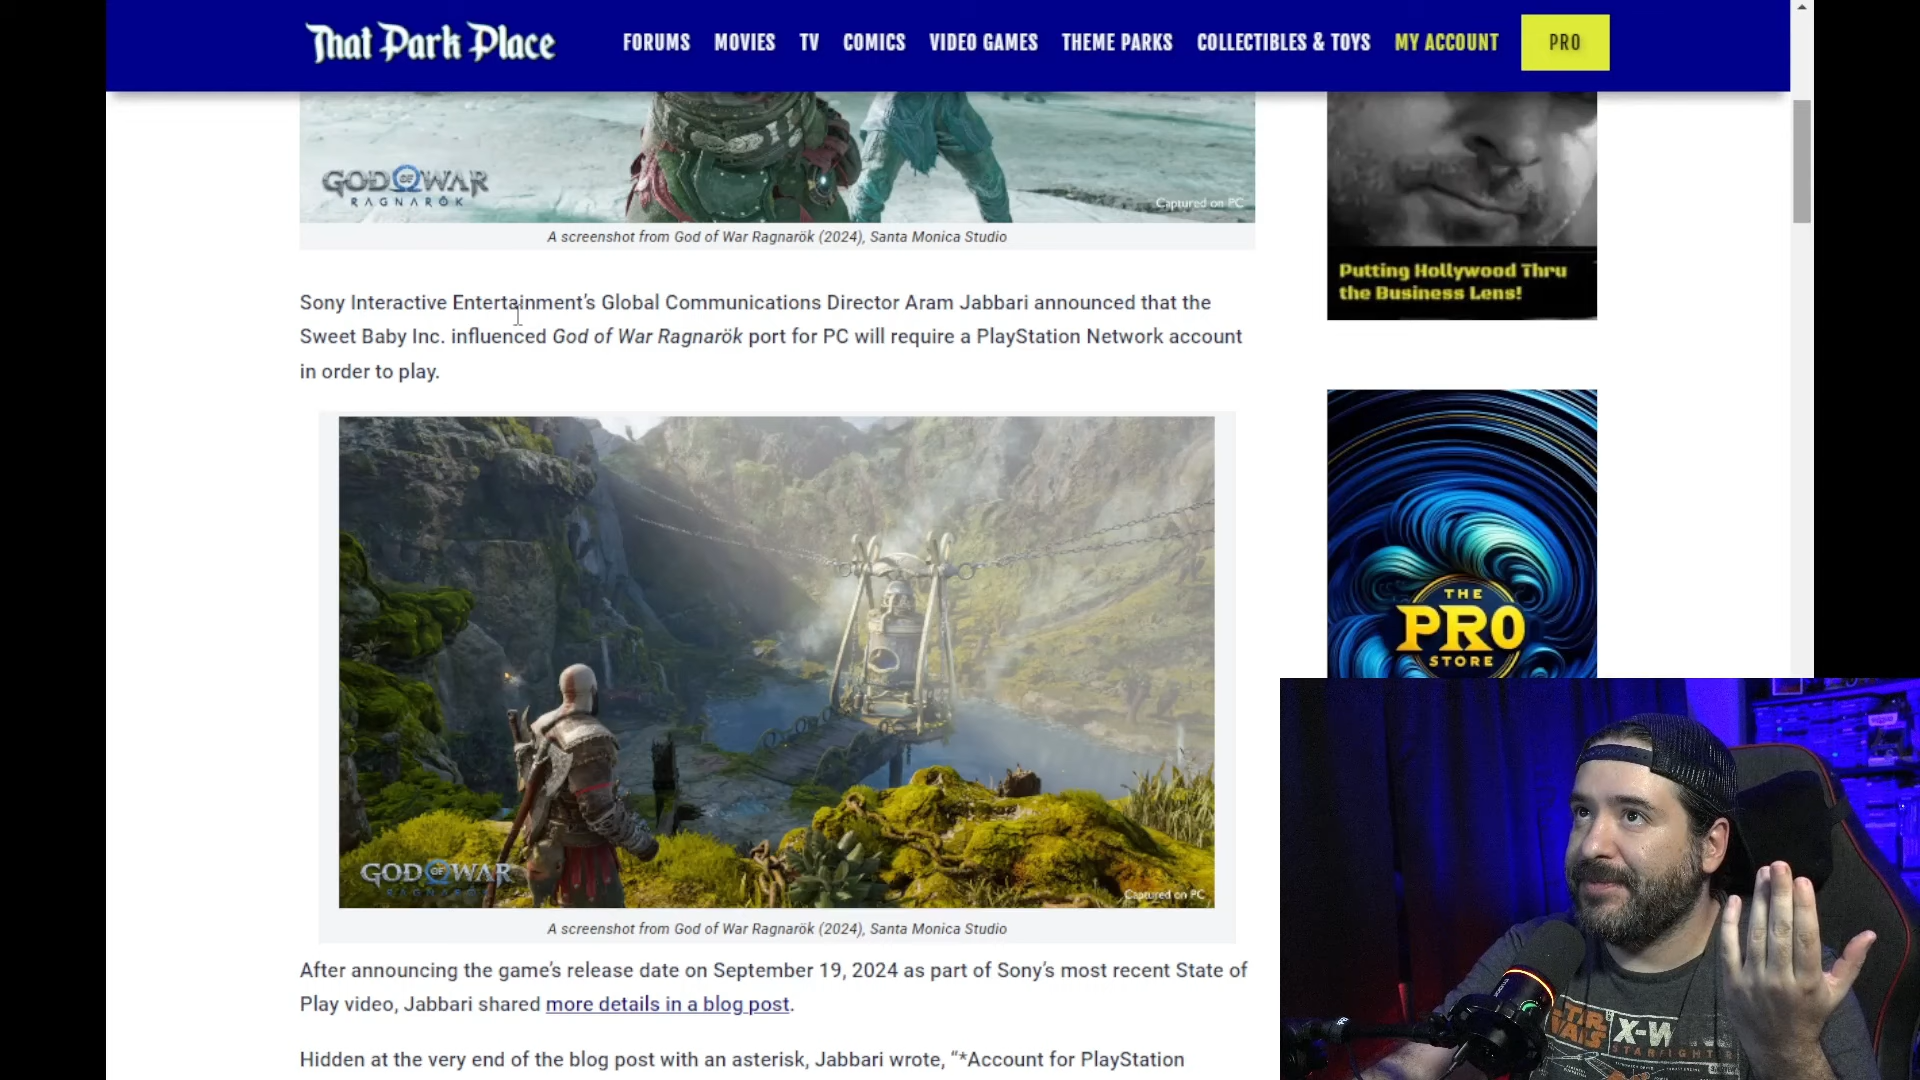 That Park Place
FORUMS MOVIES TV COMICS VIDEO GAMES THEME PARKS COLLECTIBLES & TOYS MY ACCOUNT PRO
GOD OF WAR
RAGNARÖK
Captured on PC
A screenshot from God of War Ragnarök (2024), Santa Monica Studio
Putting Hollywood Thru
the Business Lens!
Sony Interactive Entertainment's Global Communications Director Aram Jabbari announced that the
Sweet Baby Inc. influenced God of War Ragnarök port for PC will require a PlayStation Network account
in order to play.
THE
PRO
STORE
GOD OF WAR
RAGNARÖK
Captured on PC
A screenshot from God of War Ragnarök (2024), Santa Monica Studio
After announcing the game's release date on September 19, 2024 as part of Sony's most recent State of
Play video, Jabbari shared more details in a blog post.
Hidden at the very end of the blog post with an asterisk, Jabbari wrote, “*Account for PlayStation
STAR
WARS
X-W
STARFIGHT